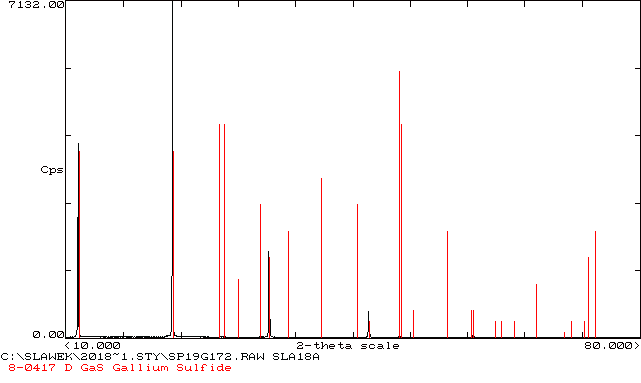 7132.00
Cps
0.00
<10.000
2-theta scale
80.000>
C:\SLAWEK\2018~1.STY\SP19G172.RAW SLA18A
8-0417 D GaS Gallium Sulfide